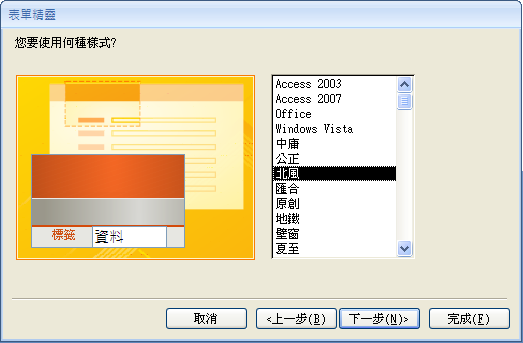 表單精靈
您要使用何種樣式?
標籤 資料
Access 2003
Access 2007
Office
Windows Vista
中庸
公正
北風
匯合
原創
地鐵
壁窗
夏至
取消 <上一步(B) 下一步(N)> 完成(F)